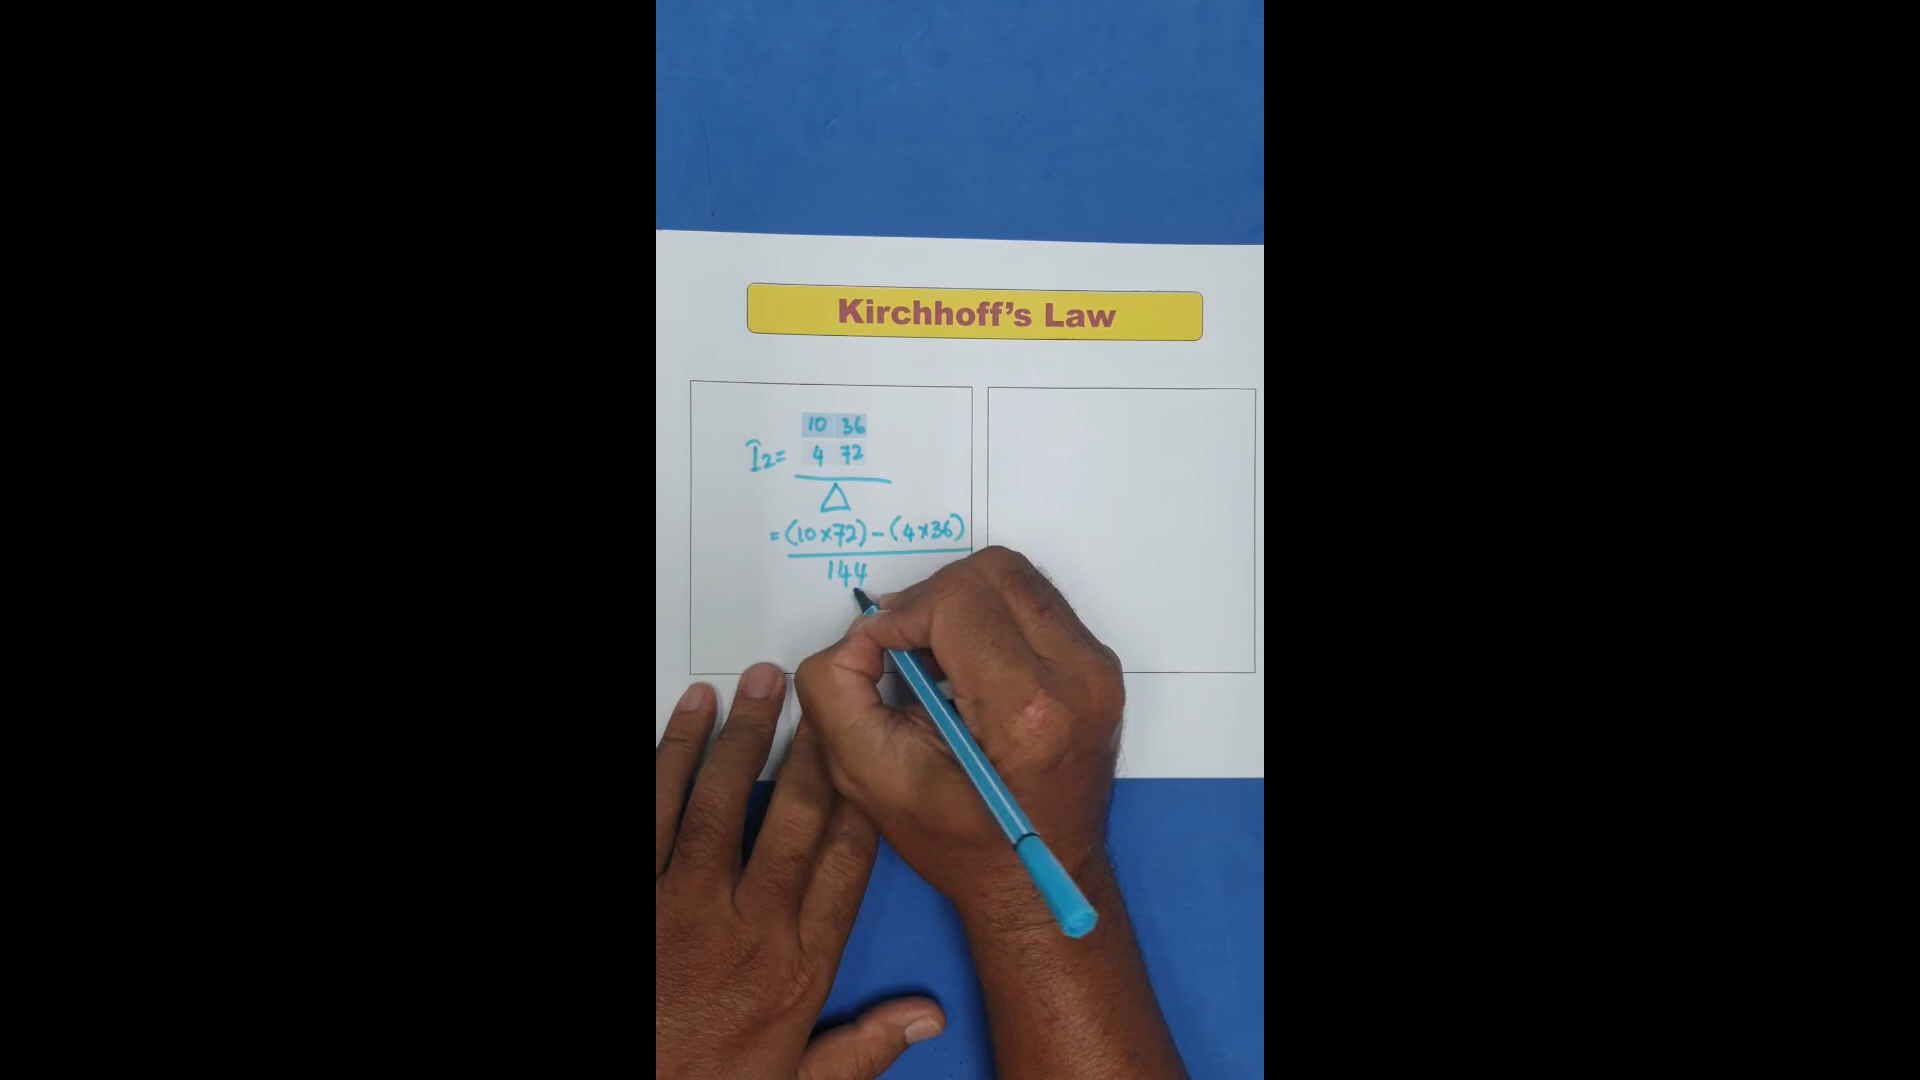 Kirchhoff's Law
10 36
I2=
4 72
Δ
= (10×72) - (4×36)
144